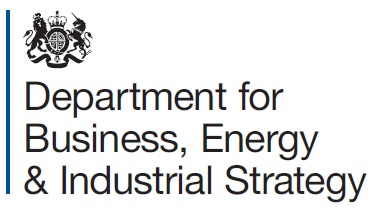 Department for
Business, Energy
& Industrial Strategy